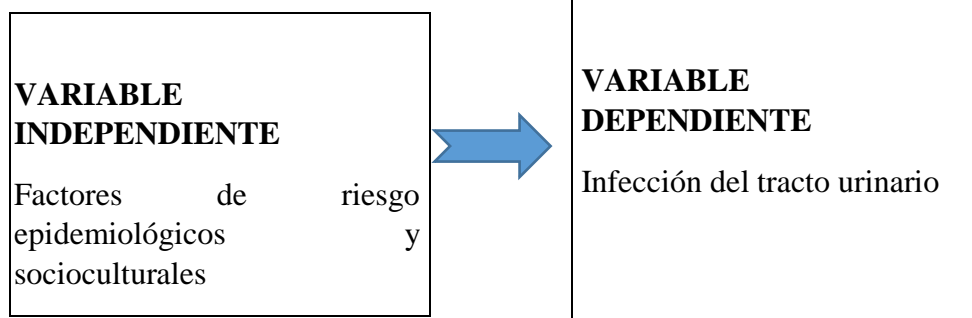 VARIABLE
INDEPENDIENTE
Factores de riesgo
epidemiológicos y
socioculturales
VARIABLE
DEPENDIENTE
Infección del tracto urinario